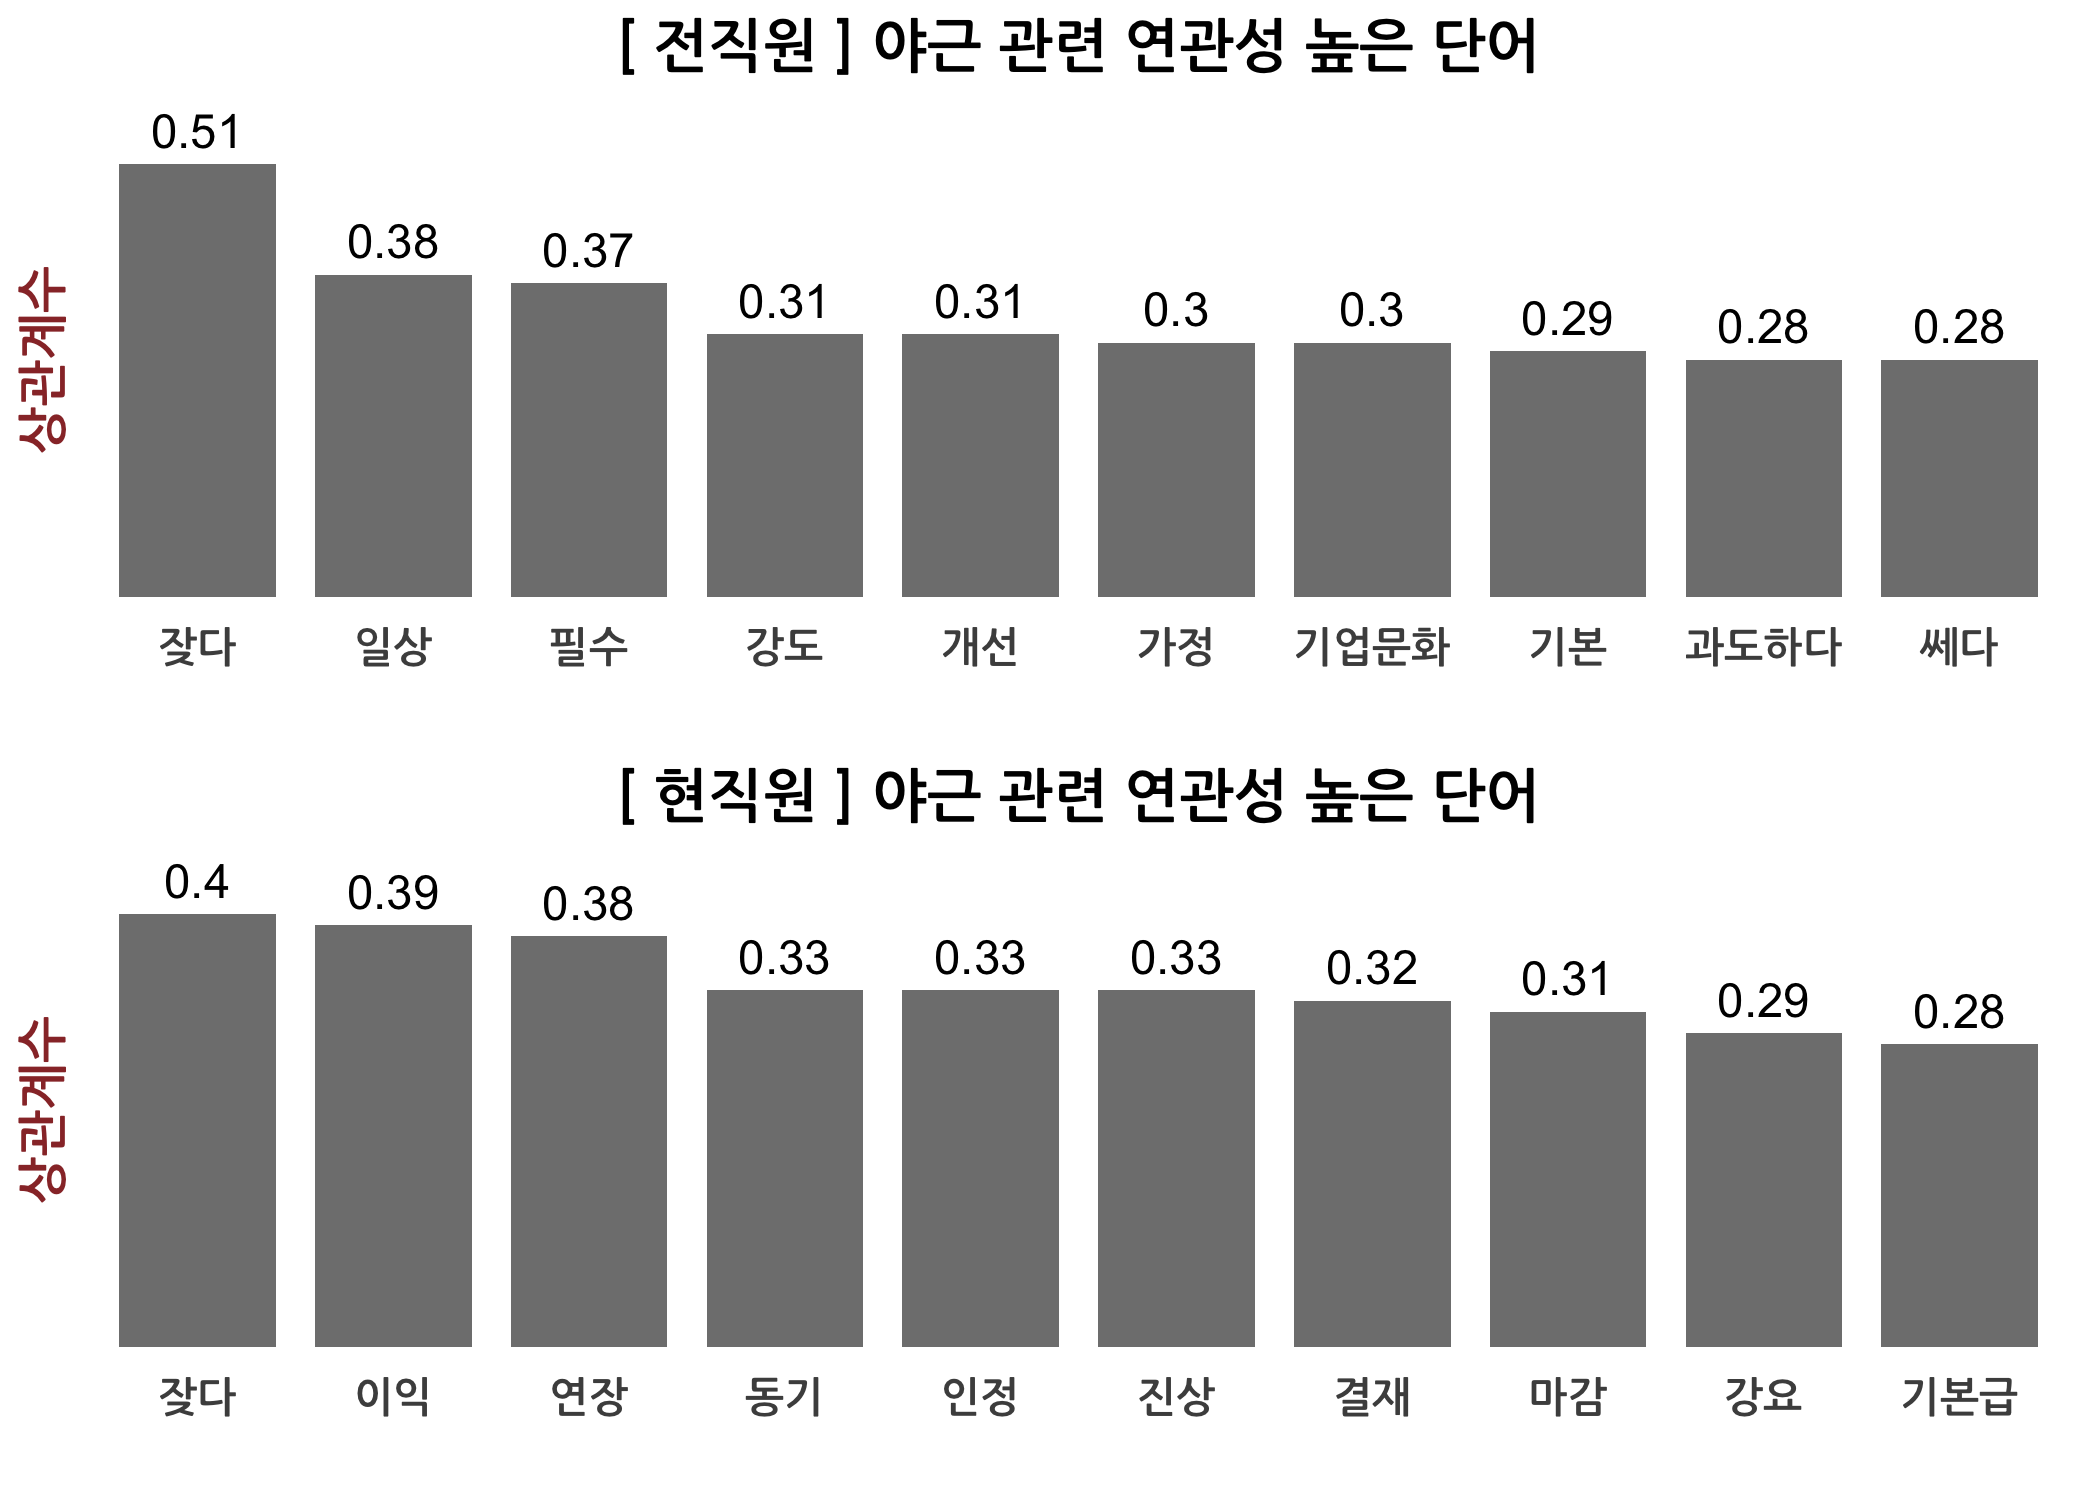 [ 전직원 ] 야근 관련 연관성 높은 단어
상관계수
0.51 0.38 0.37 0.31 0.31 0.3 0.3 0.29 0.28 0.28
잦다 일상 필수 강도 개선 가정 기업문화 기본 과도하다 쎄다
[ 현직원 ] 야근 관련 연관성 높은 단어
상관계수
0.4 0.39 0.38 0.33 0.33 0.33 0.32 0.31 0.29 0.28
잦다 이익 연장 동기 인정 진상 결재 마감 강요 기본급